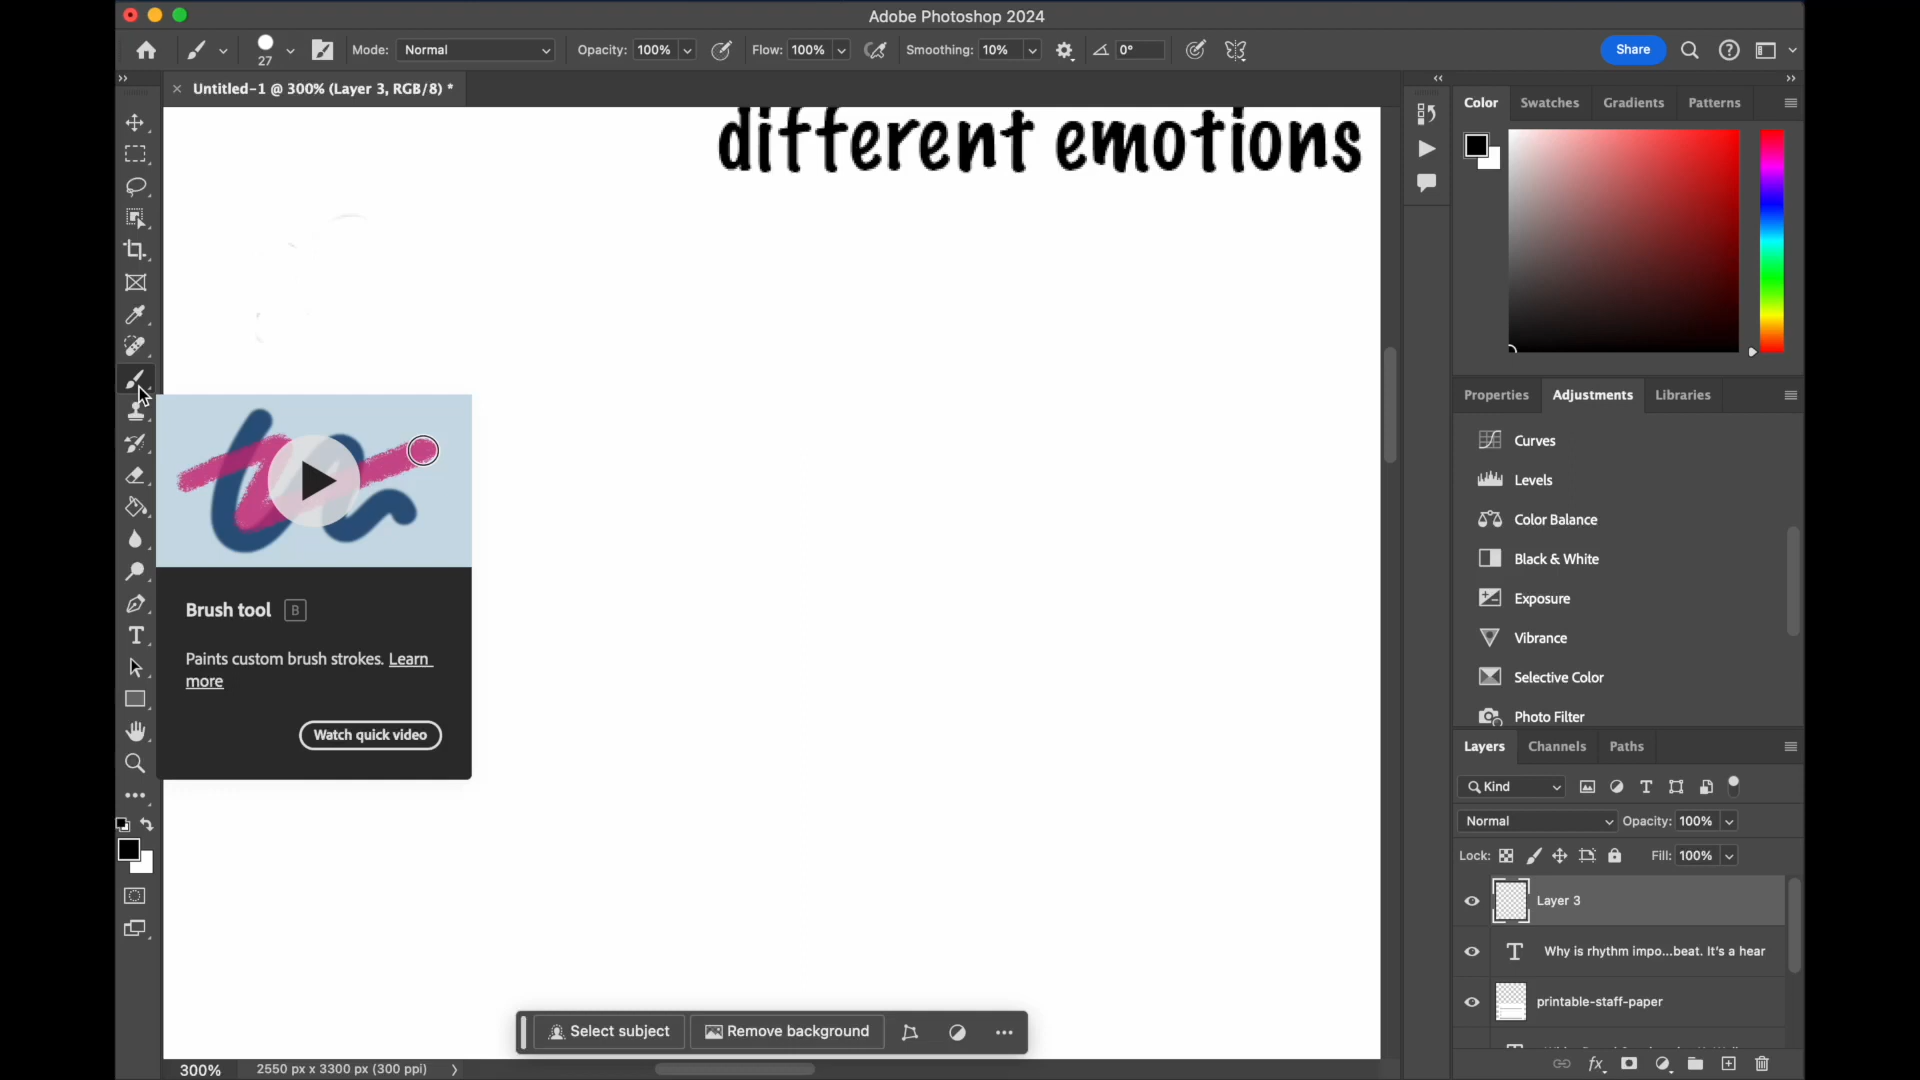 Adobe Photoshop 2024
27
Mode: Normal
Opacity: 100%
Flow: 100%
Smoothing: 10%
0°
Share
Untitled-1 @ 300% (Layer 3, RGB/8) *
different emotions
Color
Swatches
Gradients
Patterns
Properties
Adjustments
Libraries
Curves
Levels
Color Balance
Black & White
Exposure
Vibrance
Selective Color
Photo Filter
Brush tool B
Paints custom brush strokes. Learn
more
Watch quick video
Layers
Channels
Paths
Kind
Normal
Opacity: 100%
Lock:
Fill: 100%
Layer 3
Why is rhythm impo...beat. It's a hear
printable-staff-paper
Select subject
Remove background
300%
2550 px x 3300 px (300 ppi)